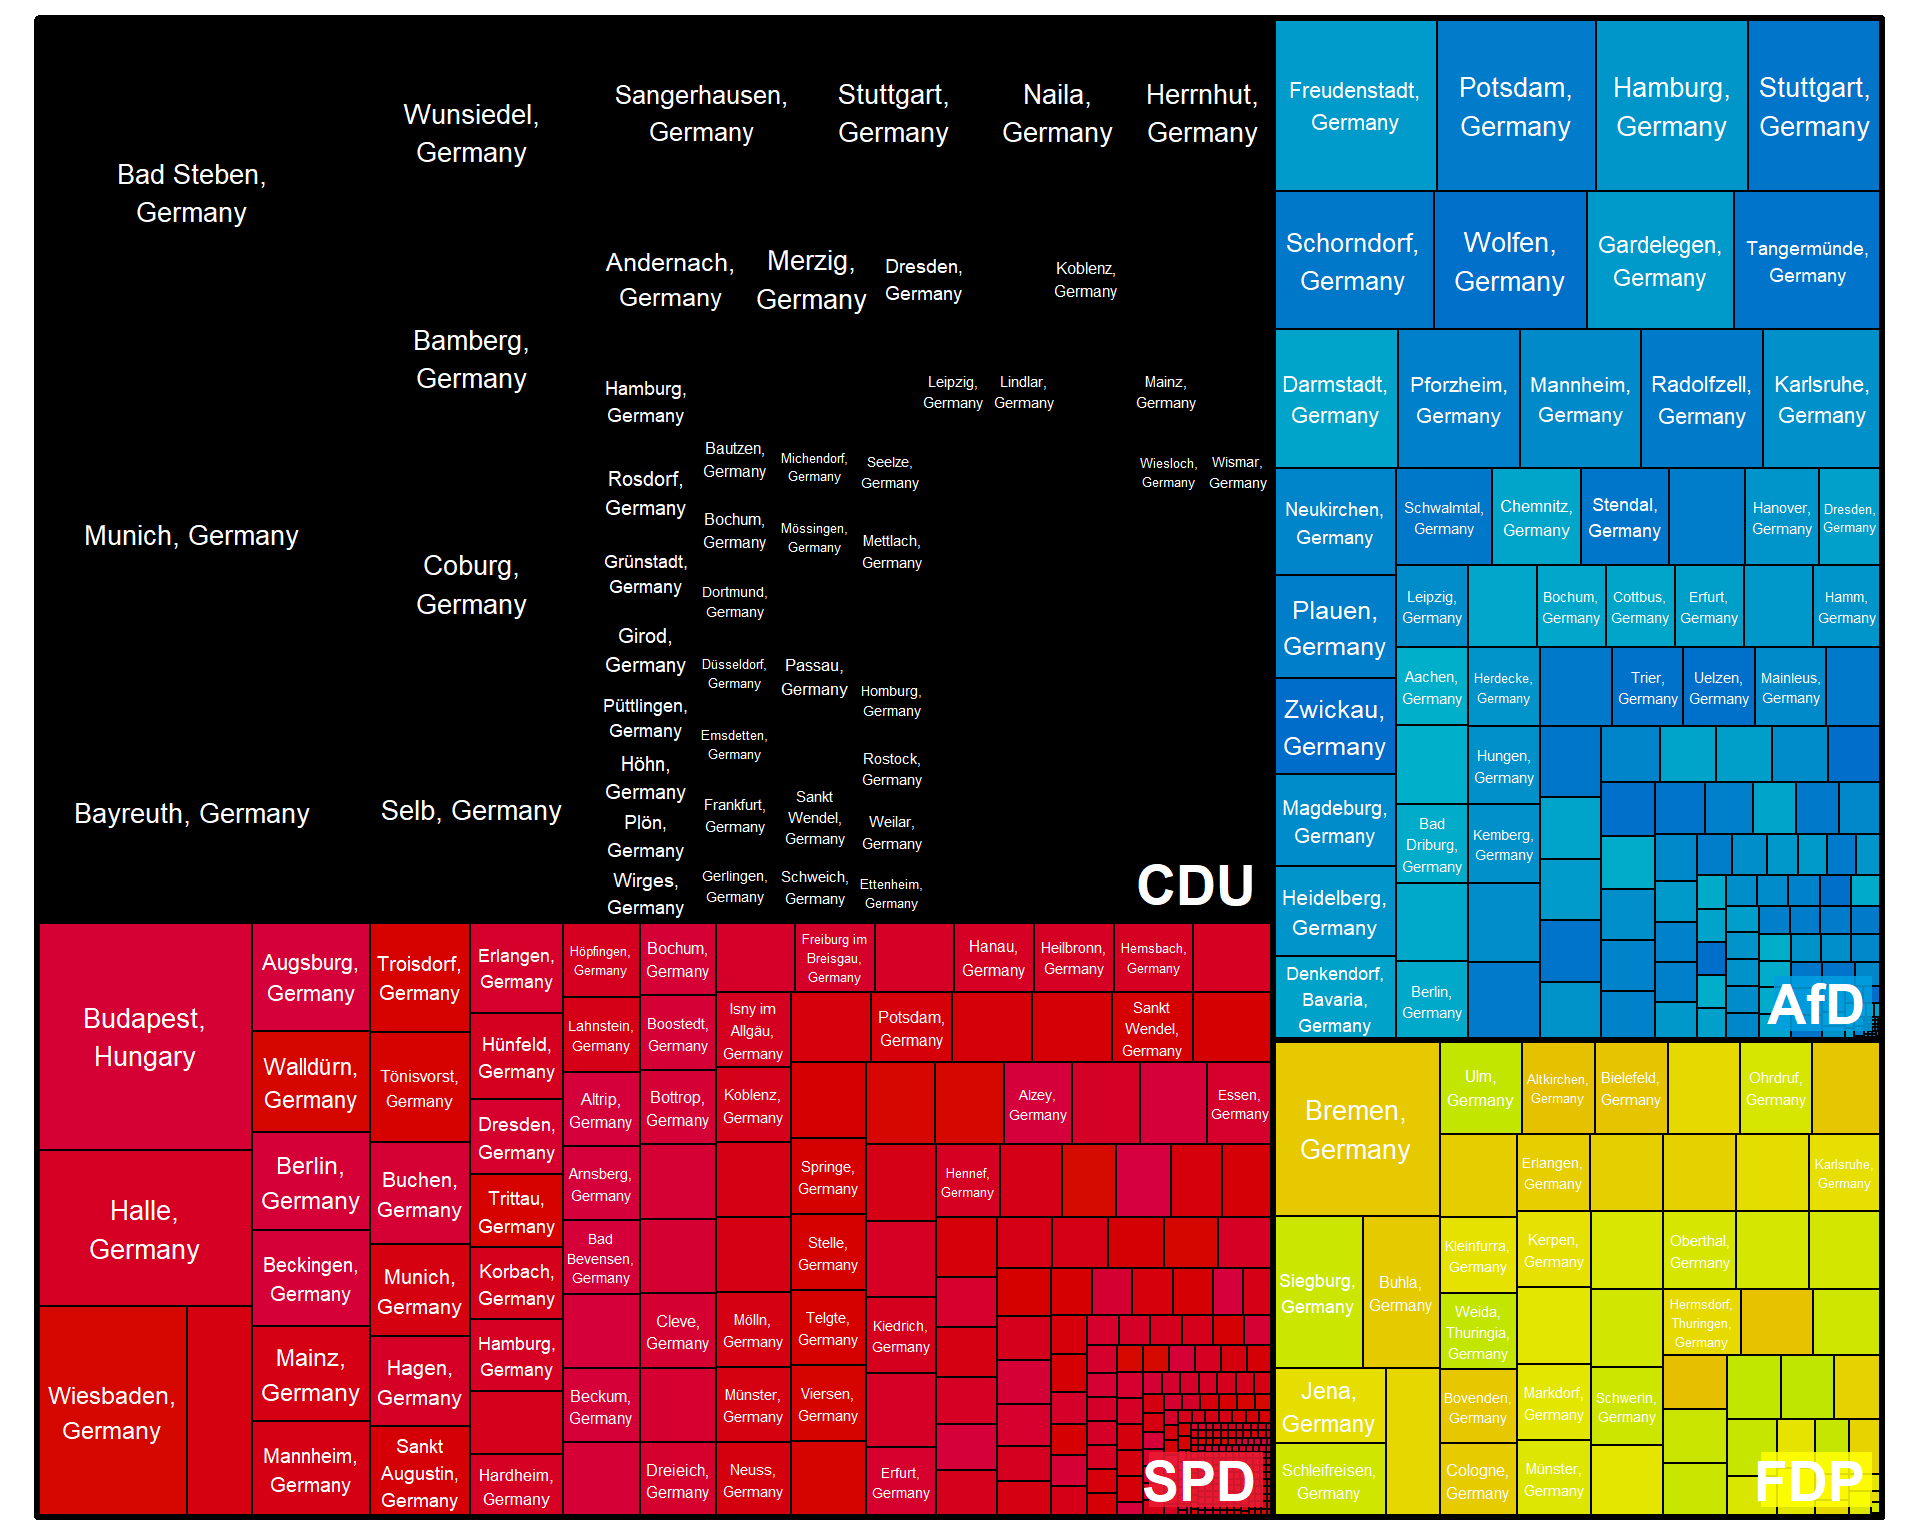 Bad Steben,
Germany
Munich, Germany
Bayreuth, Germany
Wunsiedel,
Germany
Bamberg,
Germany
Coburg,
Germany
Selb, Germany
Sangerhausen,
Germany
Stuttgart,
Germany
Naila,
Germany
Herrnhut,
Germany
Andernach,
Germany
Merzig,
Germany
Dresden,
Germany
Koblenz,
Germany
Hamburg,
Germany
Rosdorf,
Germany
Grünstadt,
Germany
Girod,
Germany
Püttlingen,
Germany
Höhn,
Germany
Plön,
Germany
Wirges,
Germany
Bautzen,
Germany
Bochum,
Germany
Dortmund,
Germany
Düsseldorf,
Germany
Emsdetten,
Germany
Frankfurt,
Germany
Gerlingen,
Germany
Michendorf,
Germany
Mössingen,
Germany
Passau,
Germany
Sankt
Wendel,
Germany
Schweich,
Germany
Seelze,
Germany
Mettlach,
Germany
Homburg,
Germany
Rostock,
Germany
Weilar,
Germany
Ettenheim,
Germany
Leipzig,
Germany
Lindlar,
Germany
Mainz,
Germany
Wiesloch,
Germany
Wismar,
Germany
CDU
Freudenstadt,
Germany
Potsdam,
Germany
Hamburg,
Germany
Stuttgart,
Germany
Schorndorf,
Germany
Wolfen,
Germany
Gardelegen,
Germany
Tangermünde,
Germany
Darmstadt,
Germany
Pforzheim,
Germany
Mannheim,
Germany
Radolfzell,
Germany
Karlsruhe,
Germany
Neukirchen,
Germany
Plauen,
Germany
Zwickau,
Germany
Magdeburg,
Germany
Heidelberg,
Germany
Denkendorf,
Bavaria,
Germany
Schwalmtal,
Germany
Chemnitz,
Germany
Stendal,
Germany
Hanover,
Germany
Dresden,
Germany
Leipzig,
Germany
Bochum,
Germany
Cottbus,
Germany
Erfurt,
Germany
Hamm,
Germany
Aachen,
Germany
Herdecke,
Germany
Trier,
Germany
Uelzen,
Germany
Mainleus,
Germany
Hungen,
Germany
Bad
Driburg,
Germany
Kemberg,
Germany
Berlin,
Germany
AfD
Budapest,
Hungary
Halle,
Germany
Wiesbaden,
Germany
Augsburg,
Germany
Walldürn,
Germany
Berlin,
Germany
Beckingen,
Germany
Mainz,
Germany
Mannheim,
Germany
Troisdorf,
Germany
Tönisvorst,
Germany
Buchen,
Germany
Munich,
Germany
Hagen,
Germany
Sankt
Augustin,
Germany
Erlangen,
Germany
Hünfeld,
Germany
Dresden,
Germany
Trittau,
Germany
Korbach,
Germany
Hamburg,
Germany
Hardheim,
Germany
Höpfingen,
Germany
Lahnstein,
Germany
Altrip,
Germany
Arnsberg,
Germany
Bad
Bevensen,
Germany
Beckum,
Germany
Bochum,
Germany
Boostedt,
Germany
Bottrop,
Germany
Cleve,
Germany
Dreieich,
Germany
Isny im
Allgäu,
Germany
Koblenz,
Germany
Mölln,
Germany
Münster,
Germany
Neuss,
Germany
Freiburg im
Breisgau,
Germany
Springe,
Germany
Stelle,
Germany
Telgte,
Germany
Viersen,
Germany
Potsdam,
Germany
Kiedrich,
Germany
Erfurt,
Germany
Hanau,
Germany
Heilbronn,
Germany
Hemsbach,
Germany
Sankt
Wendel,
Germany
Alzey,
Germany
Essen,
Germany
Hennef,
Germany
SPD
Bremen,
Germany
Siegburg,
Germany
Buhla,
Germany
Jena,
Germany
Schleifreisen,
Germany
Ulm,
Germany
Altkirchen,
Germany
Bielefeld,
Germany
Ohrdruf,
Germany
Erlangen,
Germany
Karlsruhe,
Germany
Kleinfurra,
Germany
Kerpen,
Germany
Oberthal,
Germany
Weida,
Thuringia,
Germany
Hermsdorf,
Thuringen,
Germany
Bovenden,
Germany
Markdorf,
Germany
Schwerin,
Germany
Cologne,
Germany
Münster,
Germany
FDP